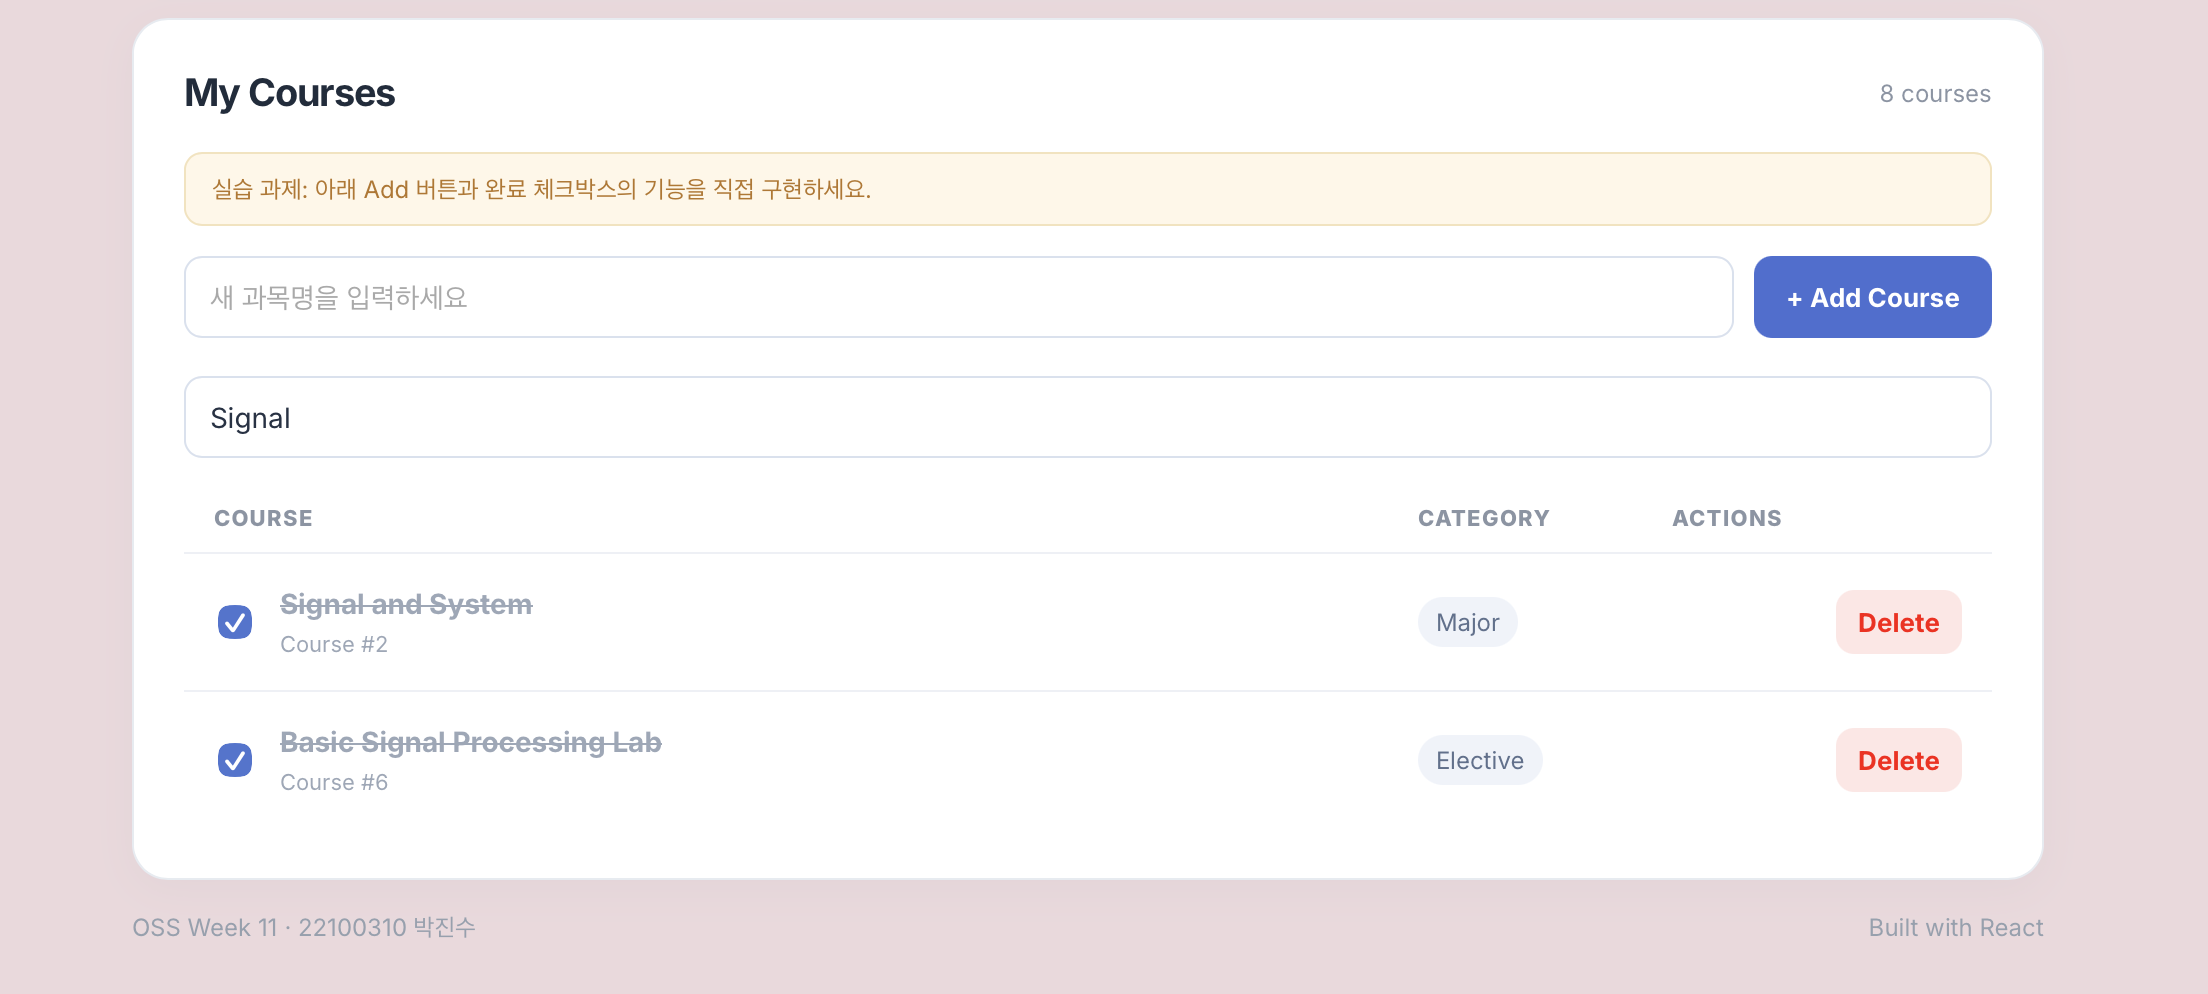 My Courses
8 courses
실습 과제: 아래 Add 버튼과 완료 체크박스의 기능을 직접 구현하세요.
새 과목명을 입력하세요
+ Add Course
Signal
COURSE CATEGORY ACTIONS
Signal and System
Course #2
Major
Delete
Basic Signal Processing Lab
Course #6
Elective
Delete
OSS Week 11 · 22100310 박진수
Built with React